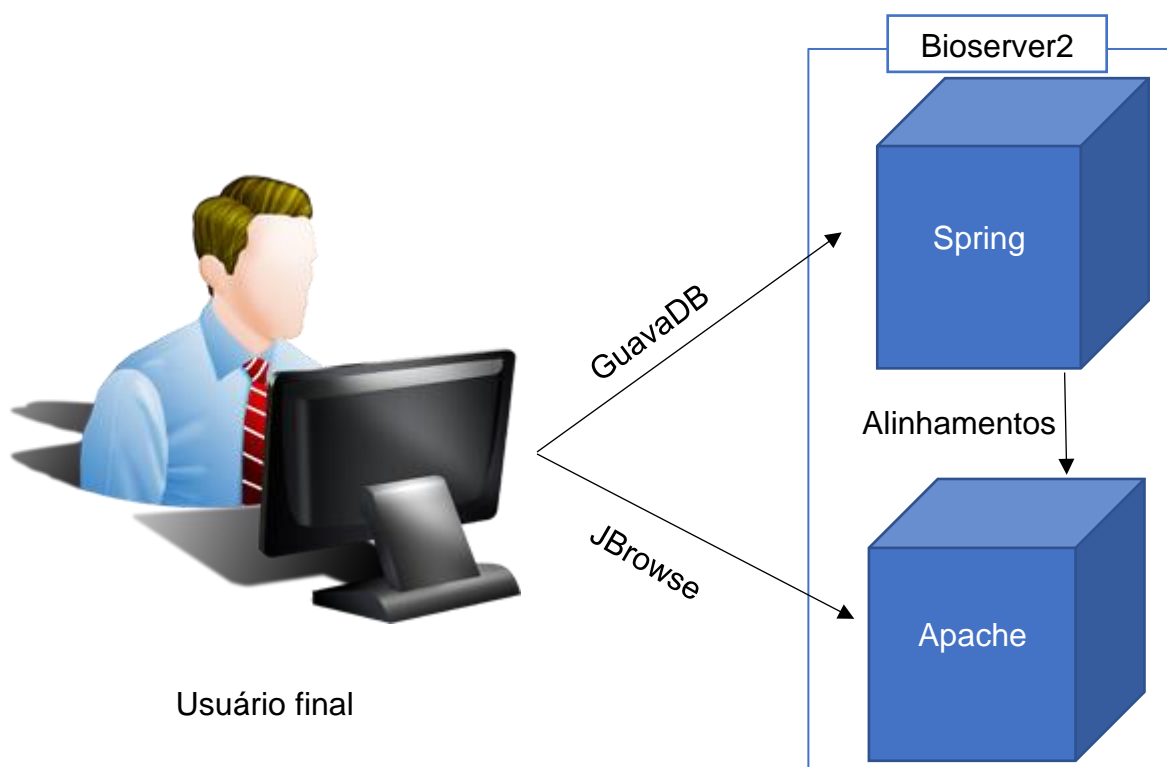 Bioserver2
Spring
GuavaDB
Alinhamentos
JBrowse
Apache
Usuário final